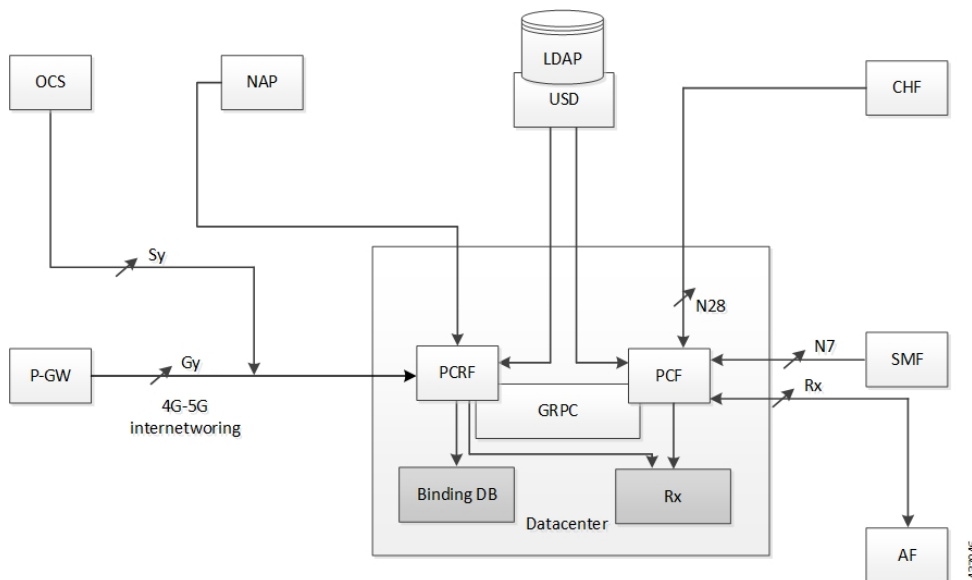 LDAP
USD
OCS
NAP
CHF
Sy
N28
P-GW
Gy
4G-5G
internetworing
PCRF
GRPC
PCF
N7
SMF
Rx
Binding DB
Rx
Datacenter
AF